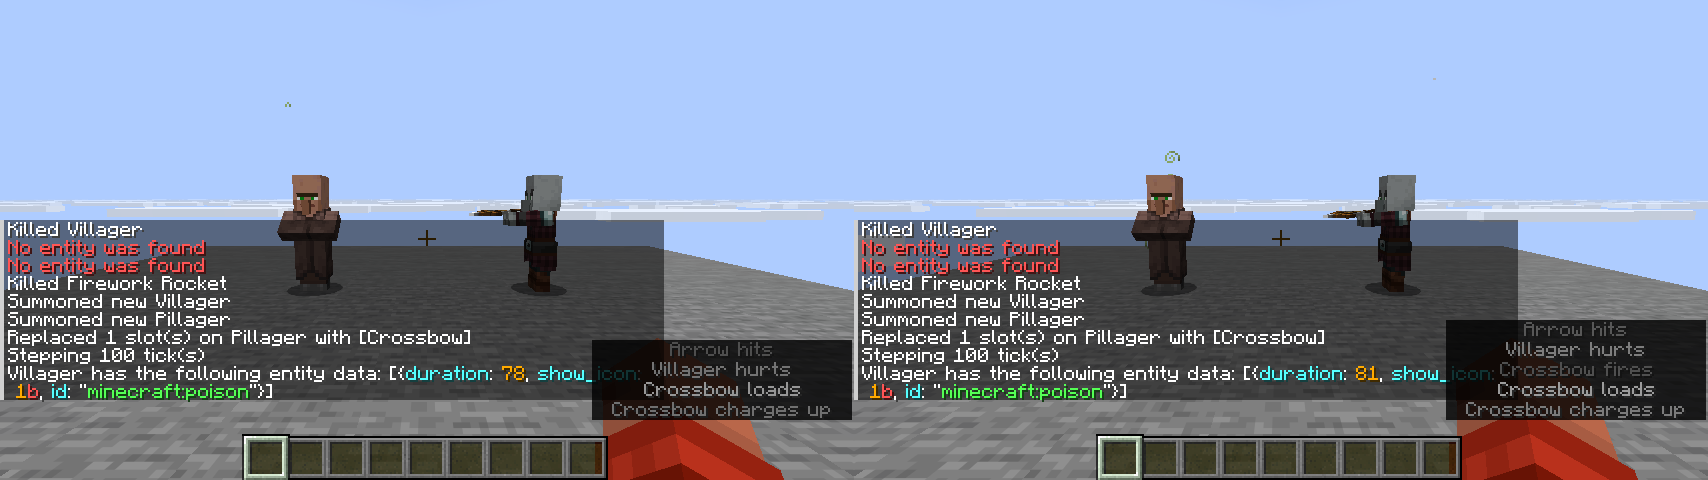 Killed Villager
No entity was found
No entity was found
Killed Firework Rocket
Summoned new Villager
Summoned new Pillager
Replaced 1 slot(s) on Pillager with [Crossbow]
Stepping 100 tick(s)
Villager has the following entity data: [{duration: 78, show_icon:
1b, id: "minecraft:poison"}]
Arrow hits
Villager hurts
Crossbow loads
Crossbow charges up
Killed Villager
No entity was found
No entity was found
Killed Firework Rocket
Summoned new Villager
Summoned new Pillager
Replaced 1 slot(s) on Pillager with [Crossbow]
Stepping 100 tick(s)
Villager has the following entity data: [{duration: 81, show_icon:
1b, id: "minecraft:poison"}]
Arrow hits
Villager hurts
Crossbow fires
Crossbow loads
Crossbow charges up